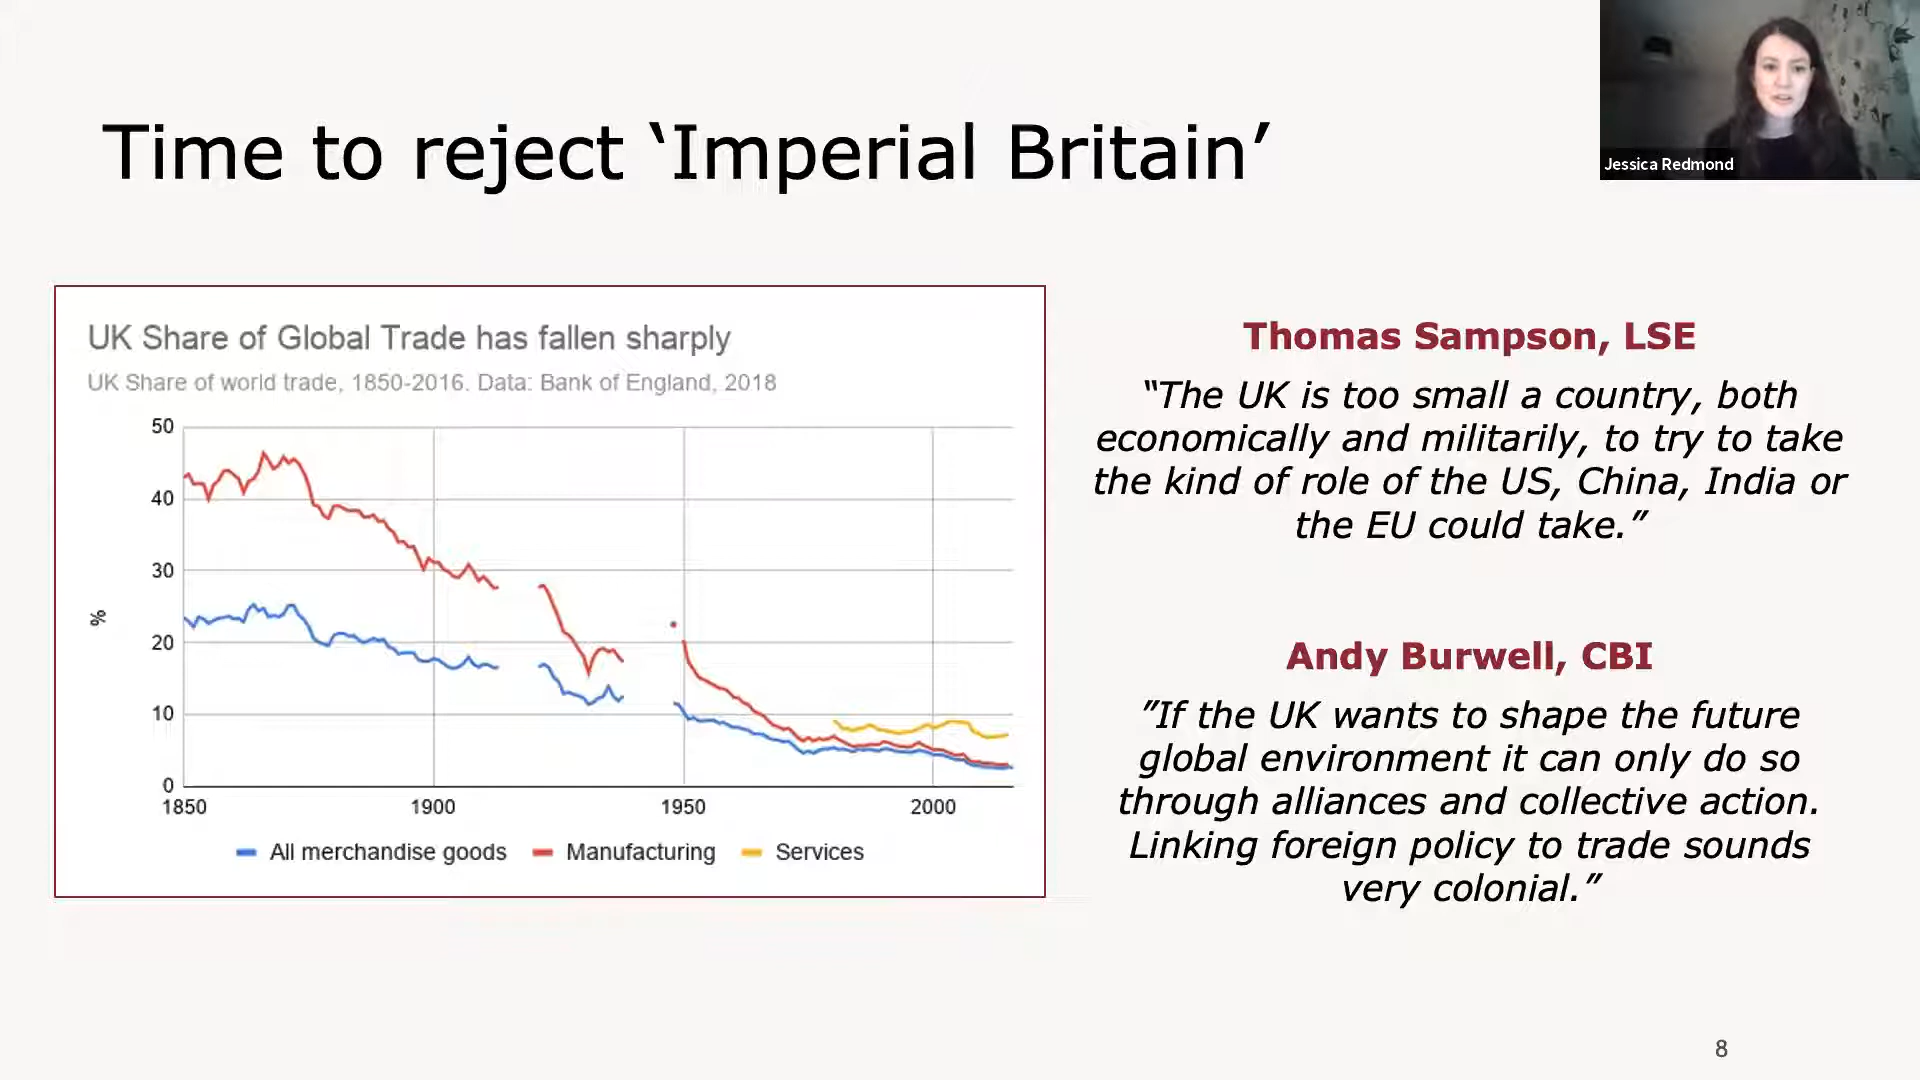 Time to reject ‘Imperial Britain’
Jessica Redmond
UK Share of Global Trade has fallen sharply
UK Share of world trade, 1850-2016. Data: Bank of England, 2018
50
40
30
20
10
0
%
1850 1900 1950 2000
All merchandise goods Manufacturing Services
Thomas Sampson, LSE
“The UK is too small a country, both
economically and militarily, to try to take
the kind of role of the US, China, India or
the EU could take.”
Andy Burwell, CBI
”If the UK wants to shape the future
global environment it can only do so
through alliances and collective action.
Linking foreign policy to trade sounds
very colonial.”
8